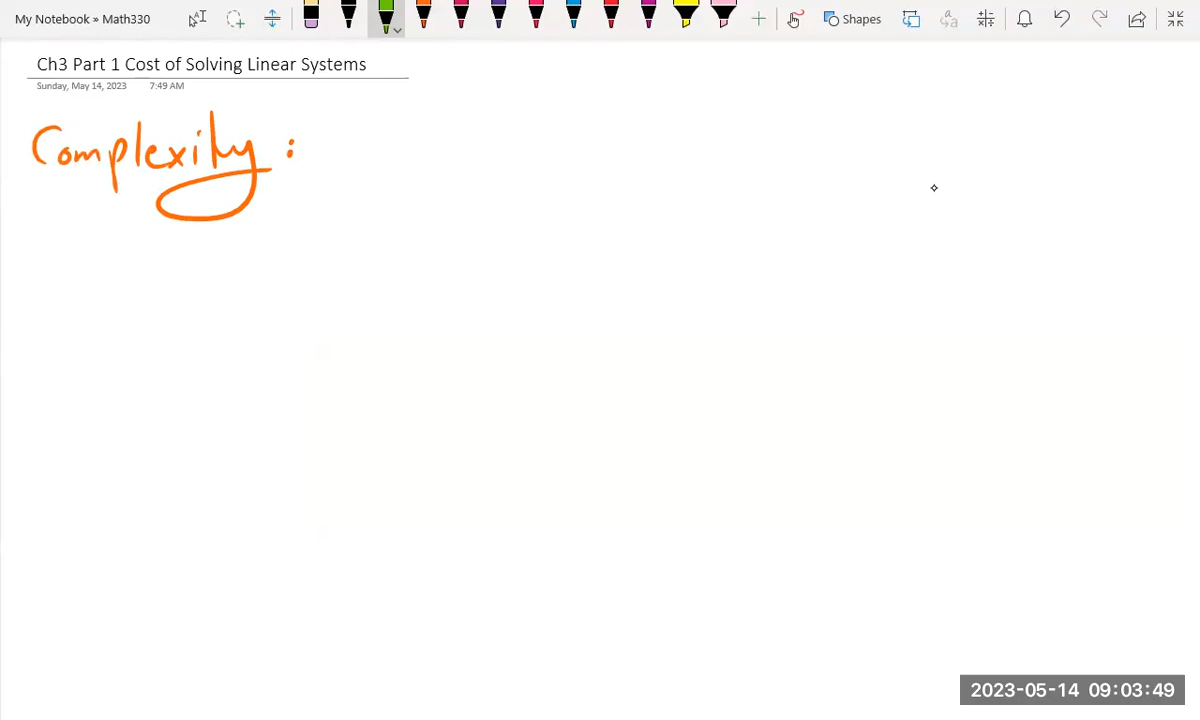 My Notebook » Math330
Shapes
Ch3 Part 1 Cost of Solving Linear Systems
Sunday, May 14, 2023 7:49 AM
Complexity :
2023-05-14 09:03:49